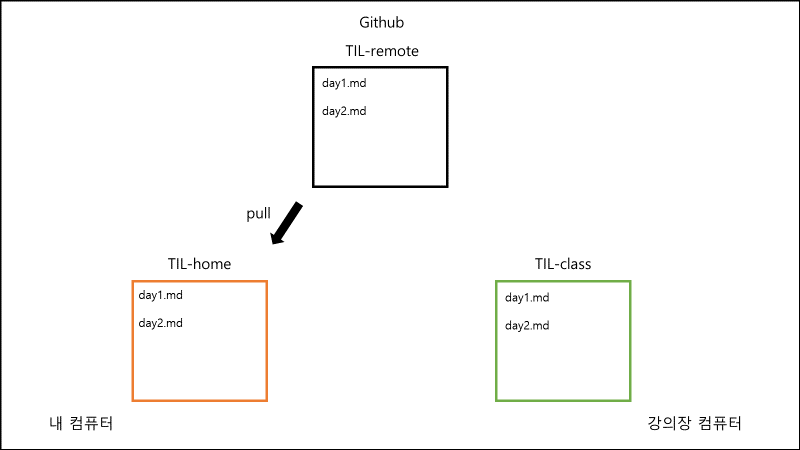 Github
TIL-remote
day1.md
day2.md
pull
TIL-home
day1.md
day2.md
TIL-class
day1.md
day2.md
내 컴퓨터
강의장 컴퓨터